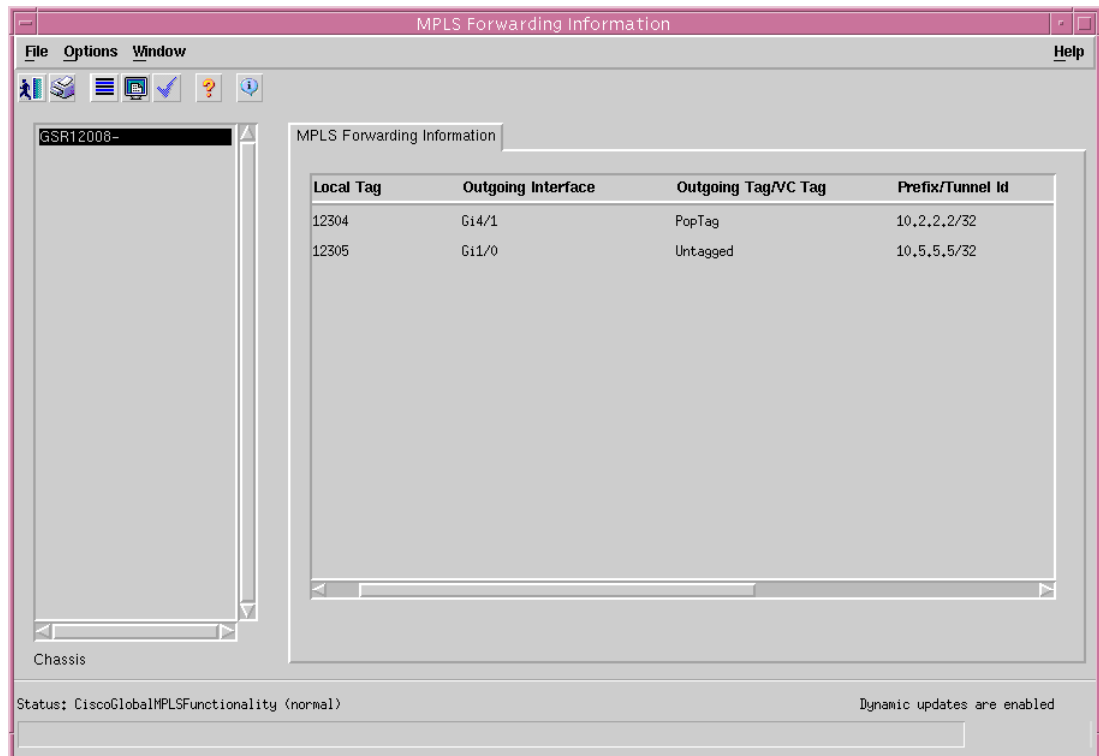 MPLS Forwarding Information
File Options Window Help
GSR12008-
MPLS Forwarding Information
Local Tag Outgoing Interface Outgoing Tag/VC Tag Prefix/Tunnel Id
12304 Gi4/1 PopTag 10.2.2.2/32
12305 Gi1/0 Untagged 10.5.5.5/32
Chassis
Status: CiscoGlobalMPLSFunctionality (normal) Dynamic updates are enabled